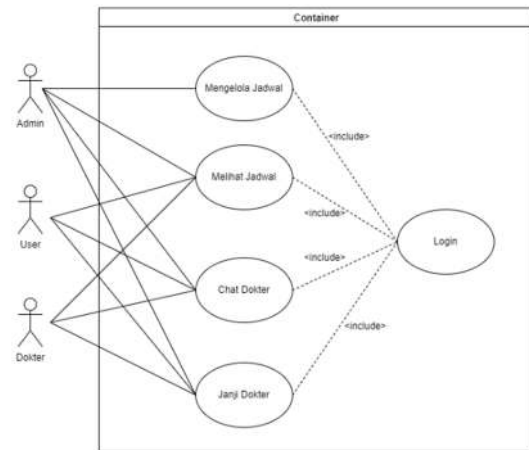 Container
Mengelola Jadwal
Admin
<include>
Melihat Jadwal
<include>
User
Login
<include>
Chat Dokter
<include>
Dokter
Janji Dokter